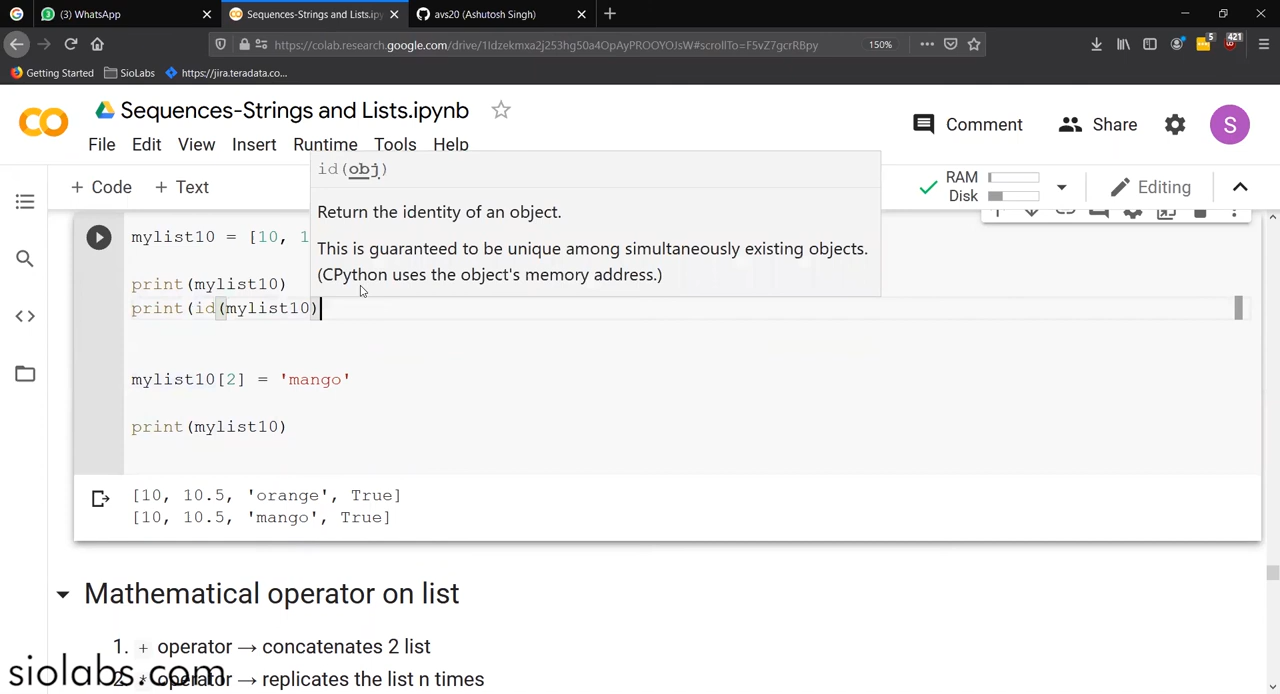 (3) WhatsApp
Sequences-Strings and Lists.ipynb
avs20 (Ashutosh Singh)
https://colab.research.google.com/drive/1Idzekmxa2j253hg50a4OpAyPROOYOJsW#scrollTo=F5vZ7gcrRBpy
150%
5
421
Getting Started
SioLabs
https://jira.teradata.co...
Sequences-Strings and Lists.ipynb
Comment
Share
S
File Edit View Insert Runtime Tools Help
+ Code + Text
RAM
Disk
Editing
id(obj)
Return the identity of an object.
This is guaranteed to be unique among simultaneously existing objects.
(CPython uses the object's memory address.)
mylist10 = [10, 1
print(mylist10)
print(id(mylist10)
mylist10[2] = 'mango'
print(mylist10)
[10, 10.5, 'orange', True]
[10, 10.5, 'mango', True]
Mathematical operator on list
1. + operator → concatenates 2 list
2. * operator → replicates the list n times
siolabs.com